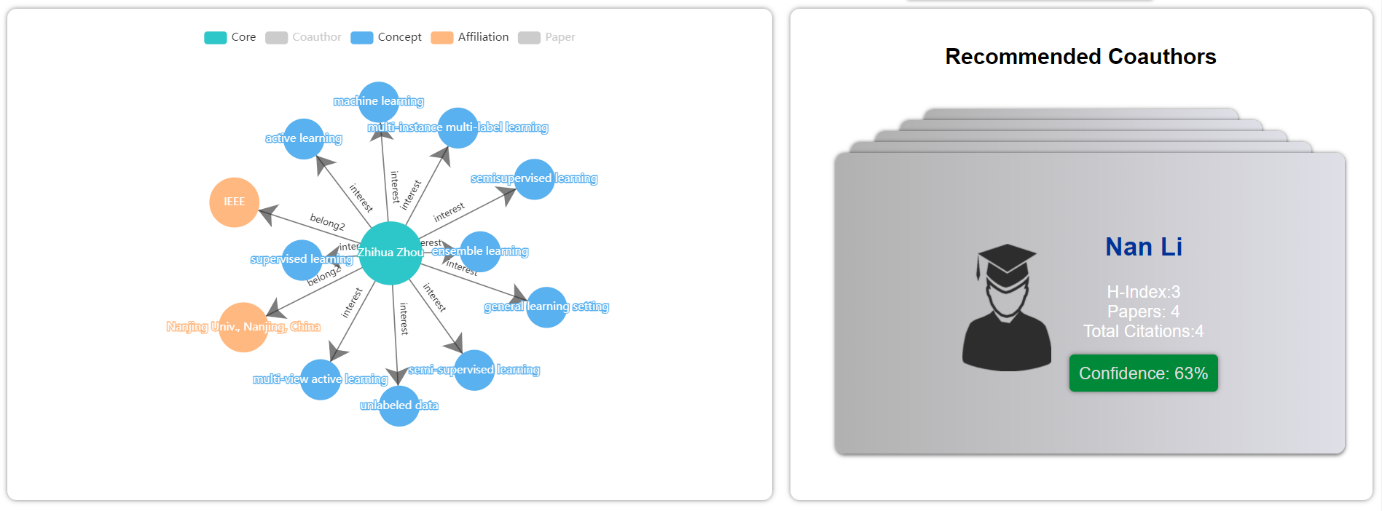 Core Coauthor Concept Affiliation Paper
machine learning
multi-instance multi-label learning
active learning
semisupervised learning
interest
interest
interest
interest
interest
IEEE
belong2
Zhihua Zhou
erest
ensemble learning
inte
supervised learning
belong2
interest
general learning setting
interest
interest
interest
Nanjing Univ., Nanjing, China
multi-view active learning
semi-supervised learning
unlabeled data
Recommended Coauthors
Nan Li
H-Index:3
Papers: 4
Total Citations:4
Confidence: 63%